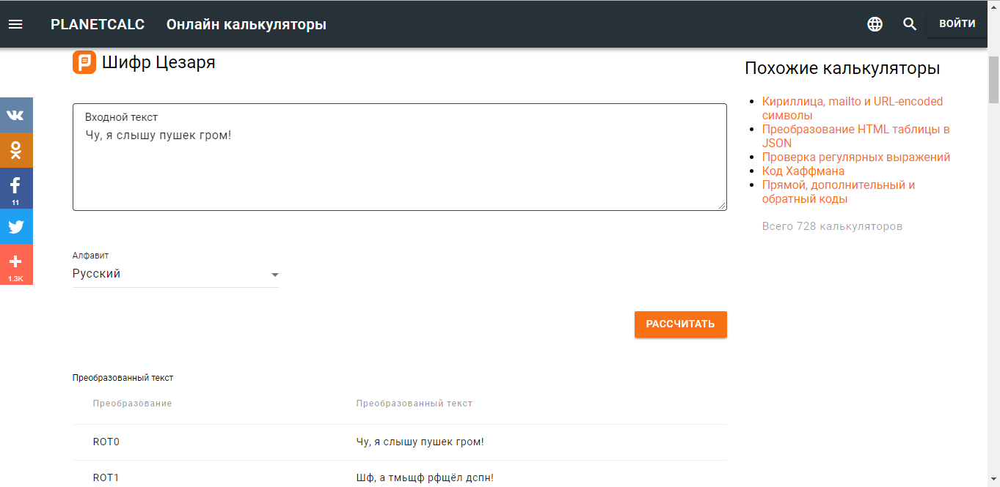 PLANETCALC Онлайн калькуляторы ВОЙТИ
Шифр Цезаря
Входной текст
Чу, я слышу пушек гром!
Алфавит
Русский
РАССЧИТАТЬ
Преобразованный текст
Преобразование Преобразованный текст
ROT0 Чу, я слышу пушек гром!
ROT1 Шф, а тмьщф рфщёл дспн!
Похожие калькуляторы
Кириллица, mailto и URL-encoded
символы
Преобразование HTML таблицы в
JSON
Проверка регулярных выражений
Код Хаффмана
Прямой, дополнительный и
обратный коды
Всего 728 калькуляторов
11
1.3K